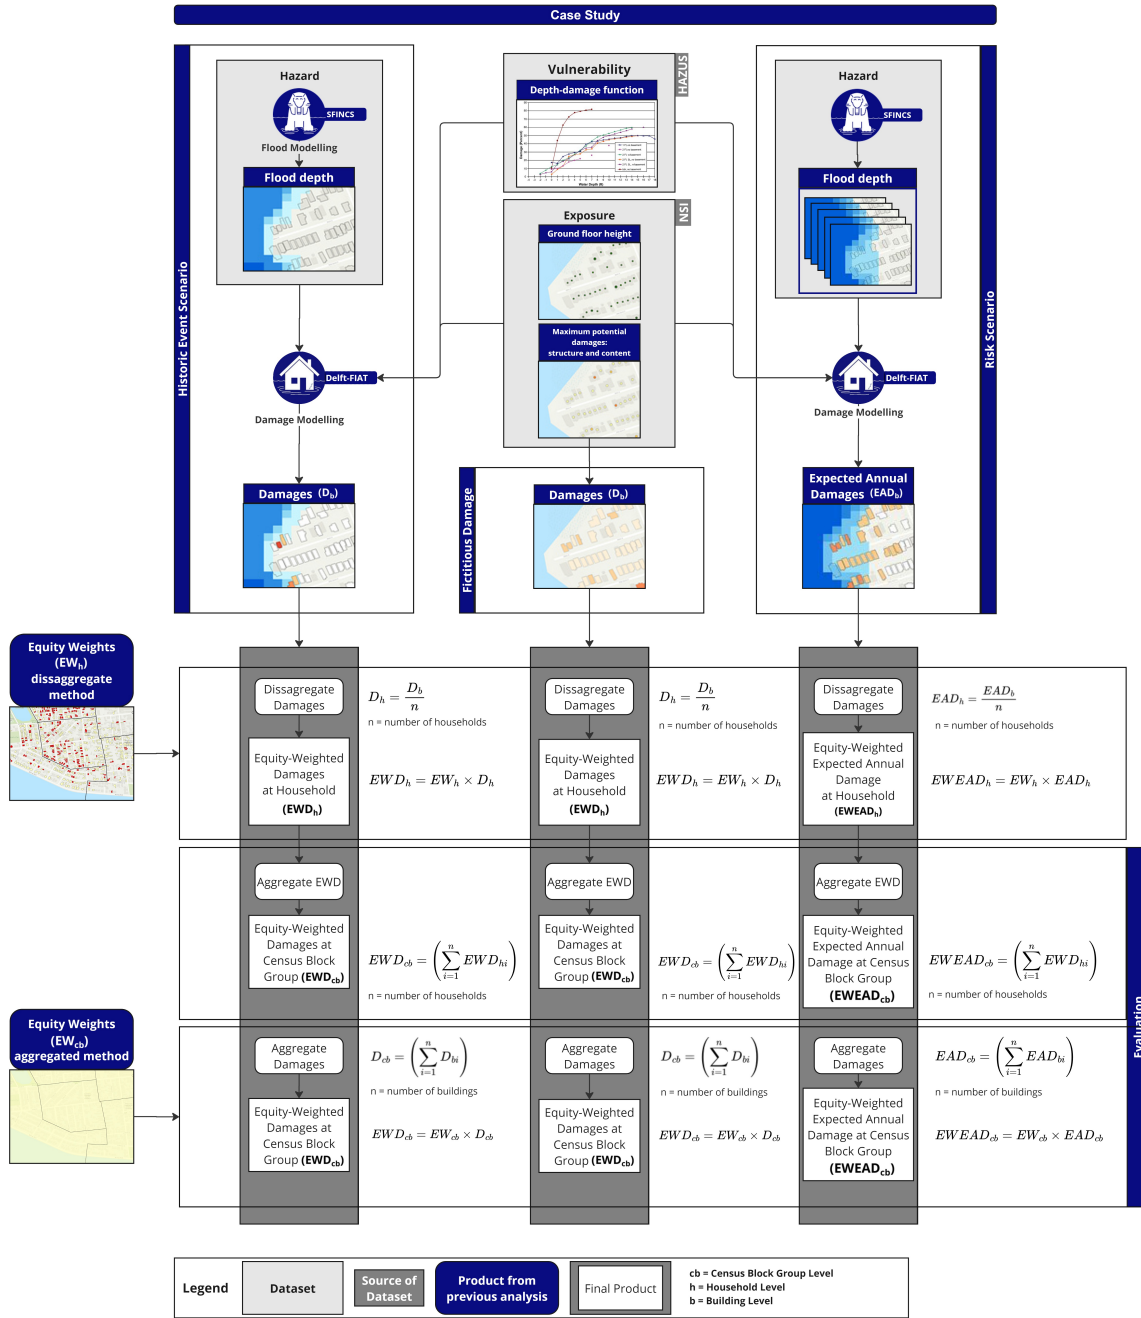 Case Study
Historic Event Scenario
Hazard
SFINCS
Flood Modelling
Flood depth
Delft-FIAT
Damage Modelling
Damages (D_b)
HAZUS
Vulnerability
Depth-damage function
Damage (Percent)
Water Depth (ft)
NSI
Exposure
Ground floor height
Maximum potential
damages:
structure and content
Fictitious Damage
Damages (D_b)
Risk Scenario
Hazard
SFINCS
Flood depth
Delft-FIAT
Damage Modelling
Expected Annual
Damages (EAD_b)
Equity Weights
(EW_h)
dissaggregate
method
Dissagregate
Damages
D_h = D_b / n
n = number of households
Equity-Weighted
Damages
at Household
(EWD_h)
EWD_h = EW_h × D_h
Dissagregate
Damages
D_h = D_b / n
n = number of households
Equity-Weighted
Damages
at Household
(EWD_h)
EWD_h = EW_h × D_h
Dissagregate
Damages
EAD_h = EAD_b / n
n = number of households
Equity-Weighted
Expected Annual
Damage
at Household
(EWEAD_h)
EWEAD_h = EW_h × EAD_h
Evaluation
Aggregate EWD
Equity-Weighted
Damages at
Census Block
Group (EWD_cb)
EWD_cb = (∑_{i=1}^{n} EWD_hi)
n = number of households
Aggregate EWD
Equity-Weighted
Damages at
Census Block
Group (EWD_cb)
EWD_cb = (∑_{i=1}^{n} EWD_hi)
n = number of households
Aggregate EWD
Equity-Weighted
Expected Annual
Damage at Census
Block Group
(EWEAD_cb)
EWEAD_cb = (∑_{i=1}^{n} EWD_hi)
n = number of households
Equity Weights
(EW_cb)
aggregated method
Aggregate
Damages
D_cb = (∑_{i=1}^{n} D_bi)
n = number of buildings
Equity-Weighted
Damages at
Census Block
Group (EWD_cb)
EWD_cb = EW_cb × D_cb
Aggregate
Damages
D_cb = (∑_{i=1}^{n} D_bi)
n = number of buildings
Equity-Weighted
Damages at
Census Block
Group (EWD_cb)
EWD_cb = EW_cb × D_cb
Aggregate
Damages
EAD_cb = (∑_{i=1}^{n} EAD_bi)
n = number of buildings
Equity-Weighted
Expected Annual
Damage at Census
Block Group
(EWEAD_cb)
EWEAD_cb = EW_cb × EAD_cb
Legend
Dataset
Source of
Dataset
Product from
previous analysis
Final Product
cb = Census Block Group Level
h = Household Level
b = Building Level